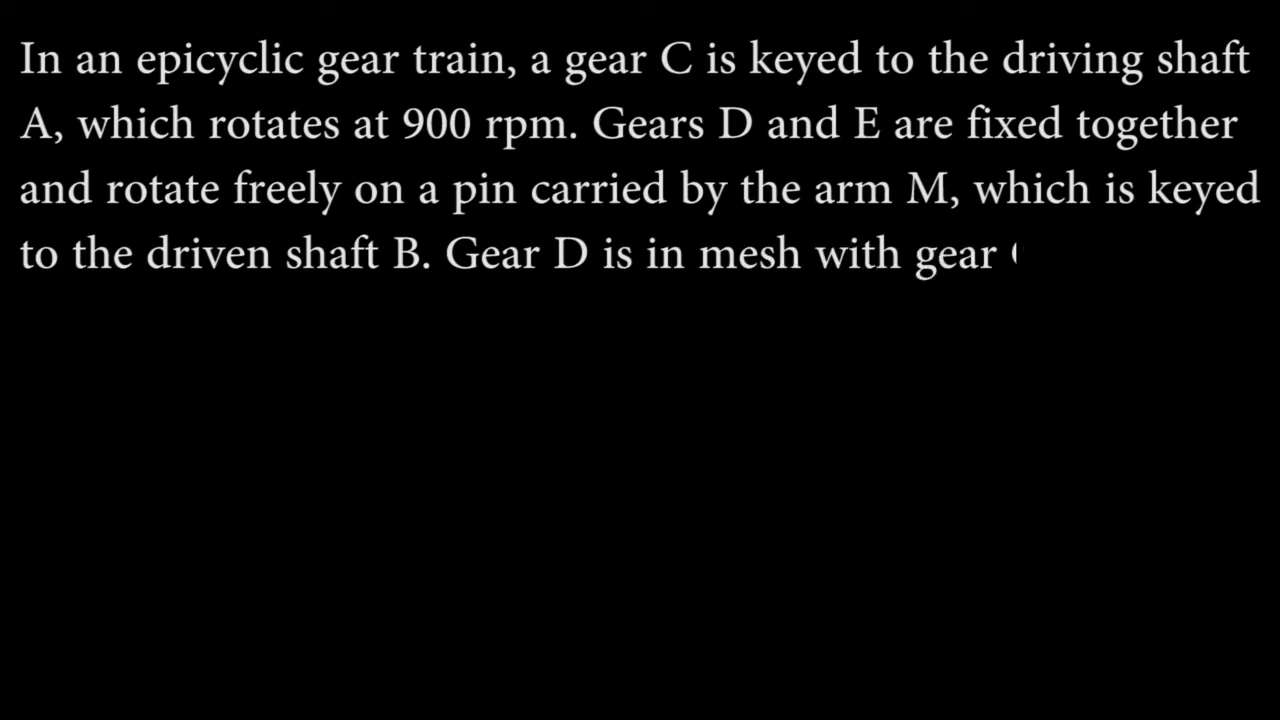 In an epicyclic gear train, a gear C is keyed to the driving shaft
A, which rotates at 900 rpm. Gears D and E are fixed together
and rotate freely on a pin carried by the arm M, which is keyed
to the driven shaft B. Gear D is in mesh with gear